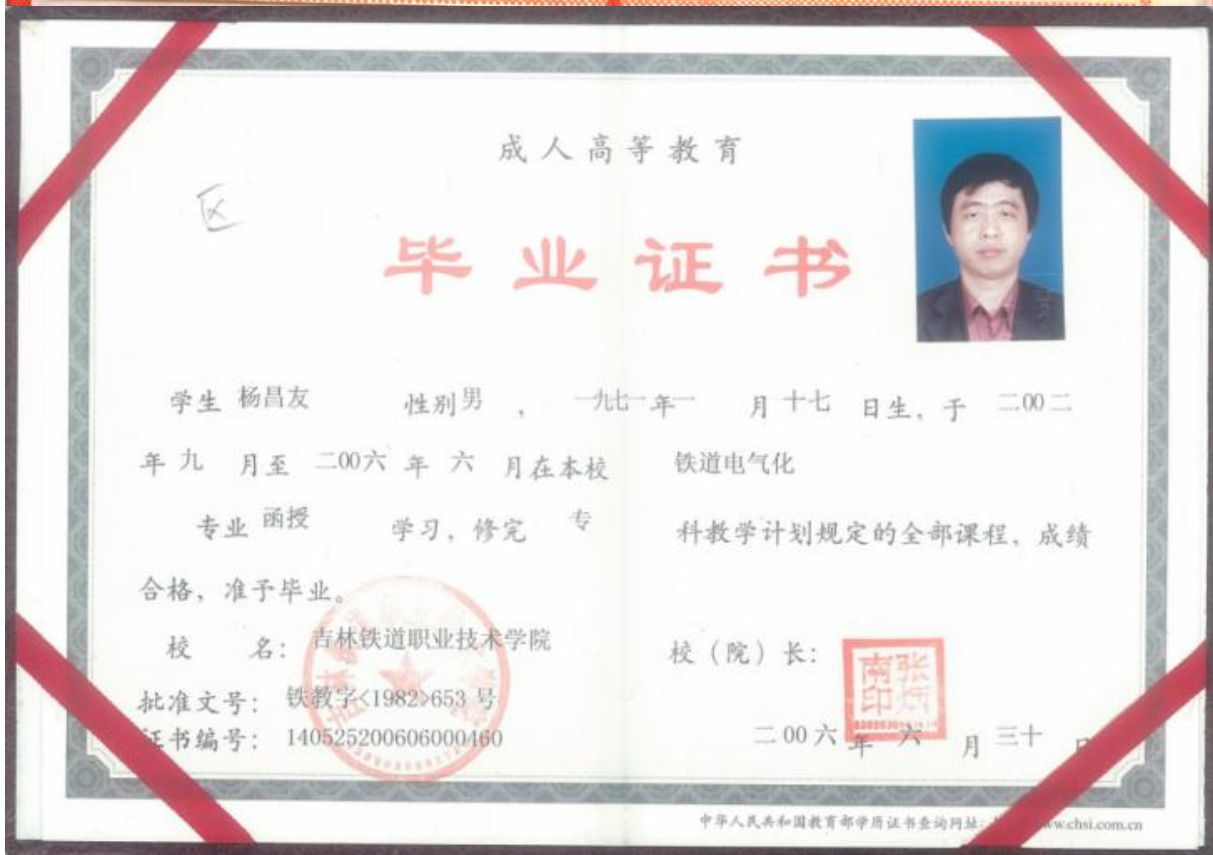 成人高等教育
区
毕业证书
学生 杨昌友 性别 男 , 一九七一 年 一 月 十七 日生, 于 二00二
年 九 月至 二00六 年 六 月在本校 铁道电气化
专业 函授 学习, 修完 专 科教学计划规定的全部课程, 成绩
合格, 准予毕业。
校 名: 吉林铁道职业技术学院 校（院）长:
张炳南印
批准文号: 铁教字<1982>653 号
证书编号: 140525200606000460
二00六 年 六 月 三十 日
中华人民共和国教育部学历证书查询网址: www.chsi.com.cn